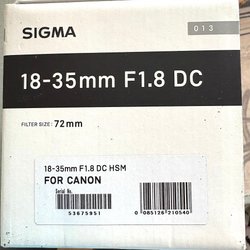 SIGMA
013
18-35mm F1.8 DC
FILTER SIZE: 72mm
18-35mm F1.8 DC HSM
FOR CANON
Serial No.
53675951
0 085126 210540